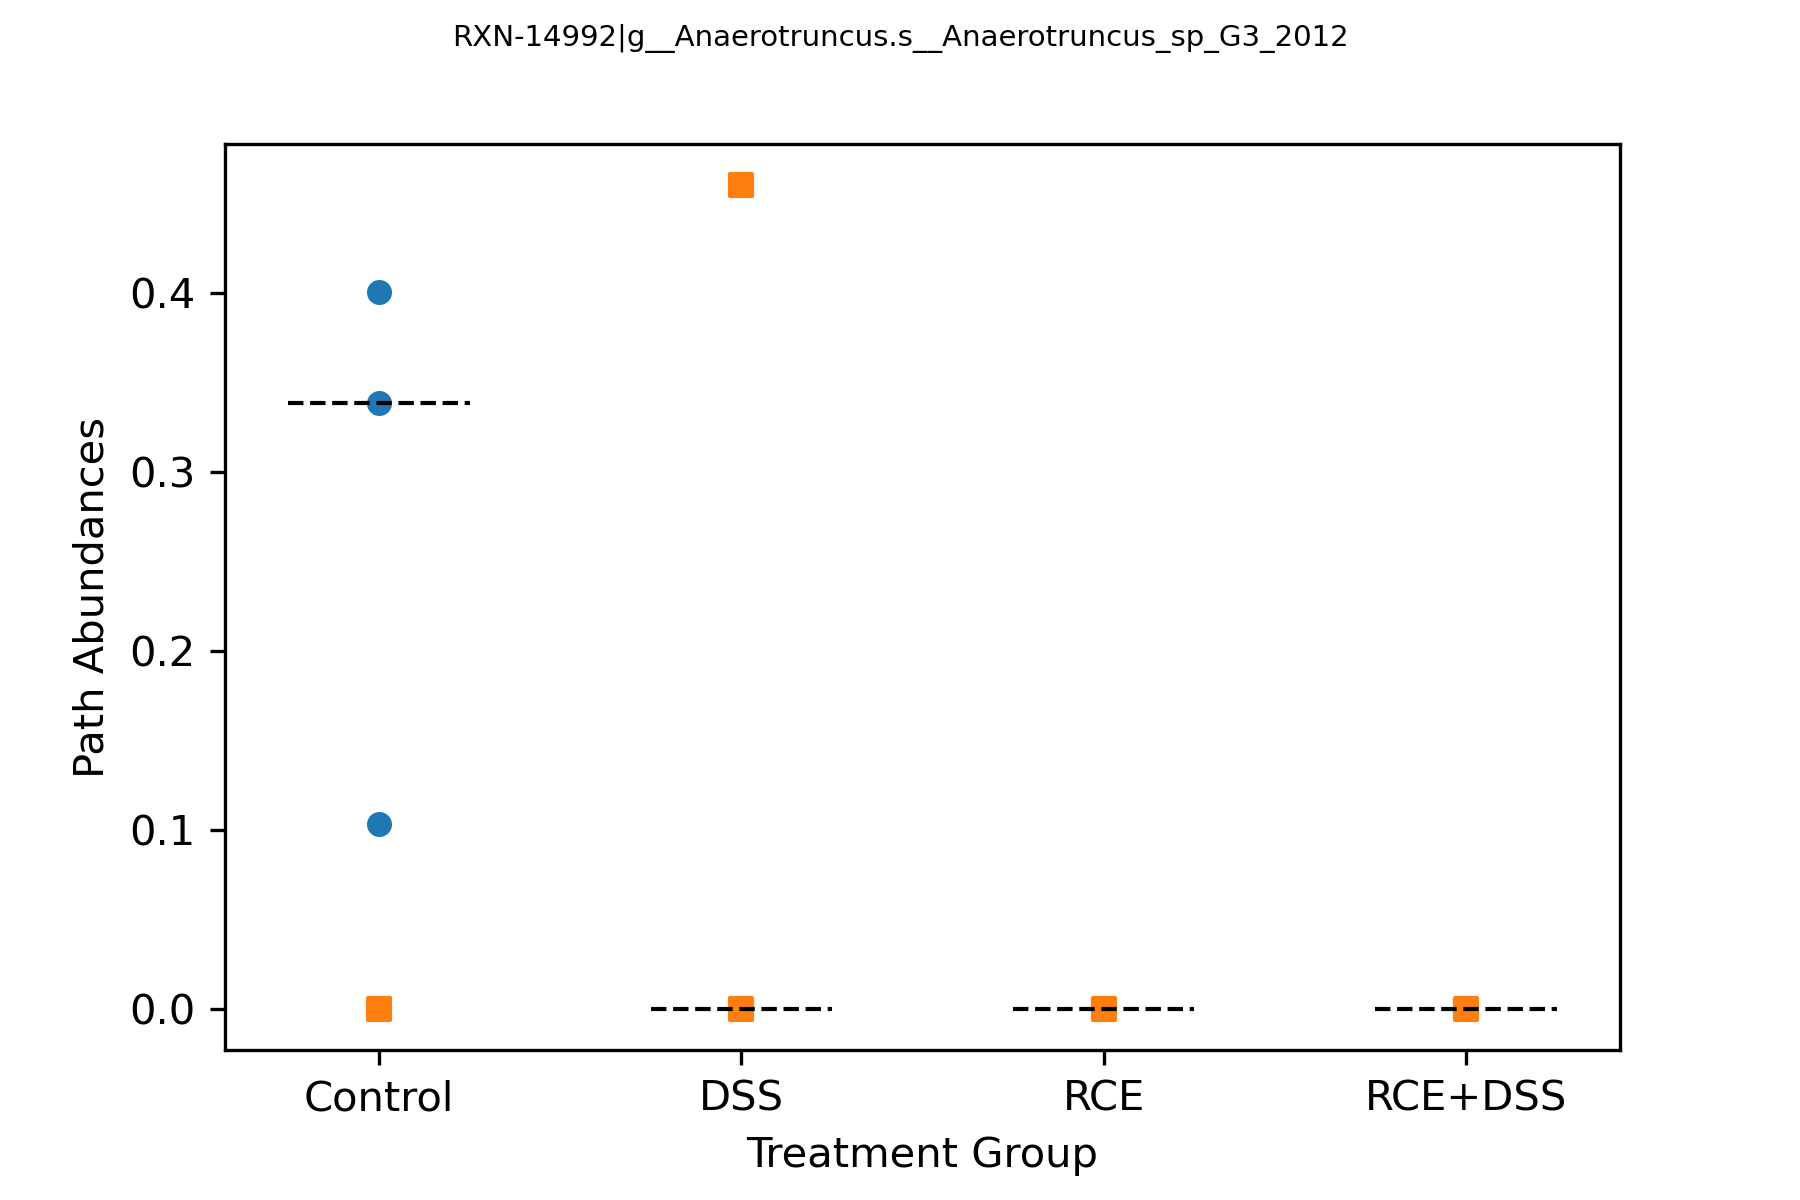 RXN-14992|g__Anaerotruncus.s__Anaerotruncus_sp_G3_2012
Path Abundances
0.4
0.3
0.2
0.1
0.0
Control DSS RCE RCE+DSS
Treatment Group